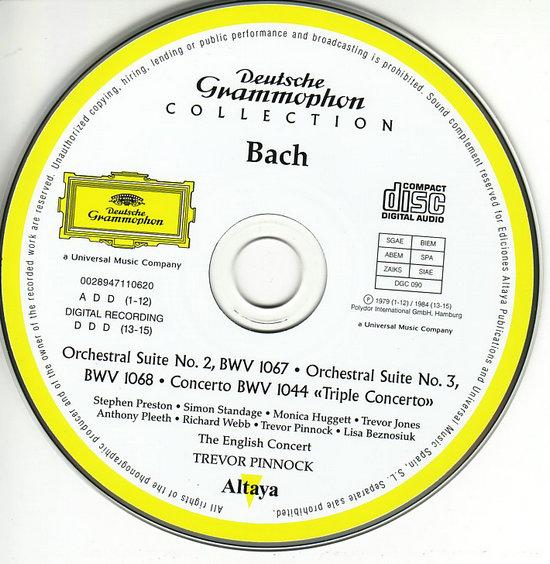 Unauthorized copying, hiring, lending or public performance and broadcasting is prohibited. Sound complement reserved for Ediciones Altaya Publications and Universal Music Spain, S.L. Separate sale prohibited.
All rights of the phonographic producer and of the owner of the recorded work are reserved.
Deutsche
Grammophon
COLLECTION
Bach
Deutsche
Grammophon
a Universal Music Company
COMPACT
disc
DIGITAL AUDIO
0028947110620
A D D (1-12)
DIGITAL RECORDING
D D D (13-15)
SGAE BIEM
ABEM SPA
ZAIKS SIAE
DGC 090
℗ 1979 (1-12) / 1984 (13-15)
Polydor International GmbH, Hamburg
a Universal Music Company
Orchestral Suite No. 2, BWV 1067 • Orchestral Suite No. 3,
BWV 1068 • Concerto BWV 1044 «Triple Concerto»
Stephen Preston • Simon Standage • Monica Huggett • Trevor Jones
Anthony Pleeth • Richard Webb • Trevor Pinnock • Lisa Beznosiuk
The English Concert
TREVOR PINNOCK
Altaya